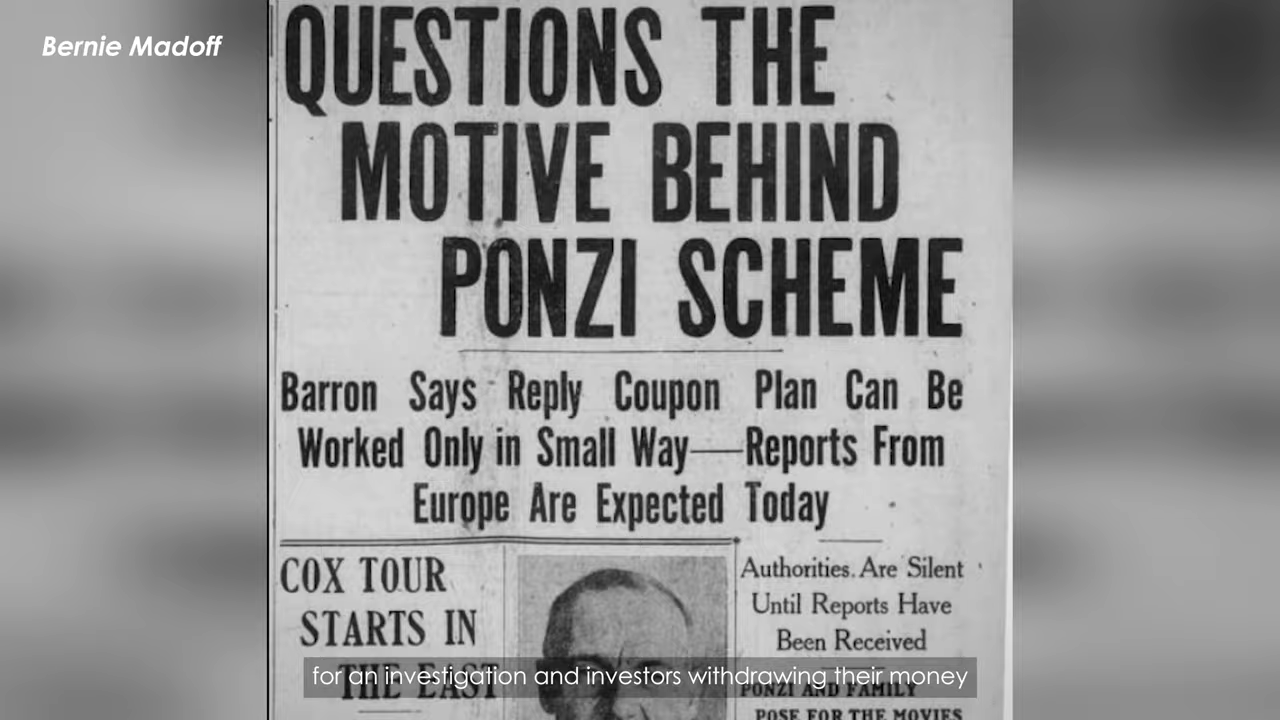 Bernie Madoff
QUESTIONS THE
MOTIVE BEHIND
PONZI SCHEME
Barron Says Reply Coupon Plan Can Be
Worked Only in Small Way—Reports From
Europe Are Expected Today
COX TOUR
STARTS IN
THE EAST
Authorities Are Silent
Until Reports Have
Been Received
PONZI AND FAMILY
POSE FOR THE MOVIES
for an investigation and investors withdrawing their money